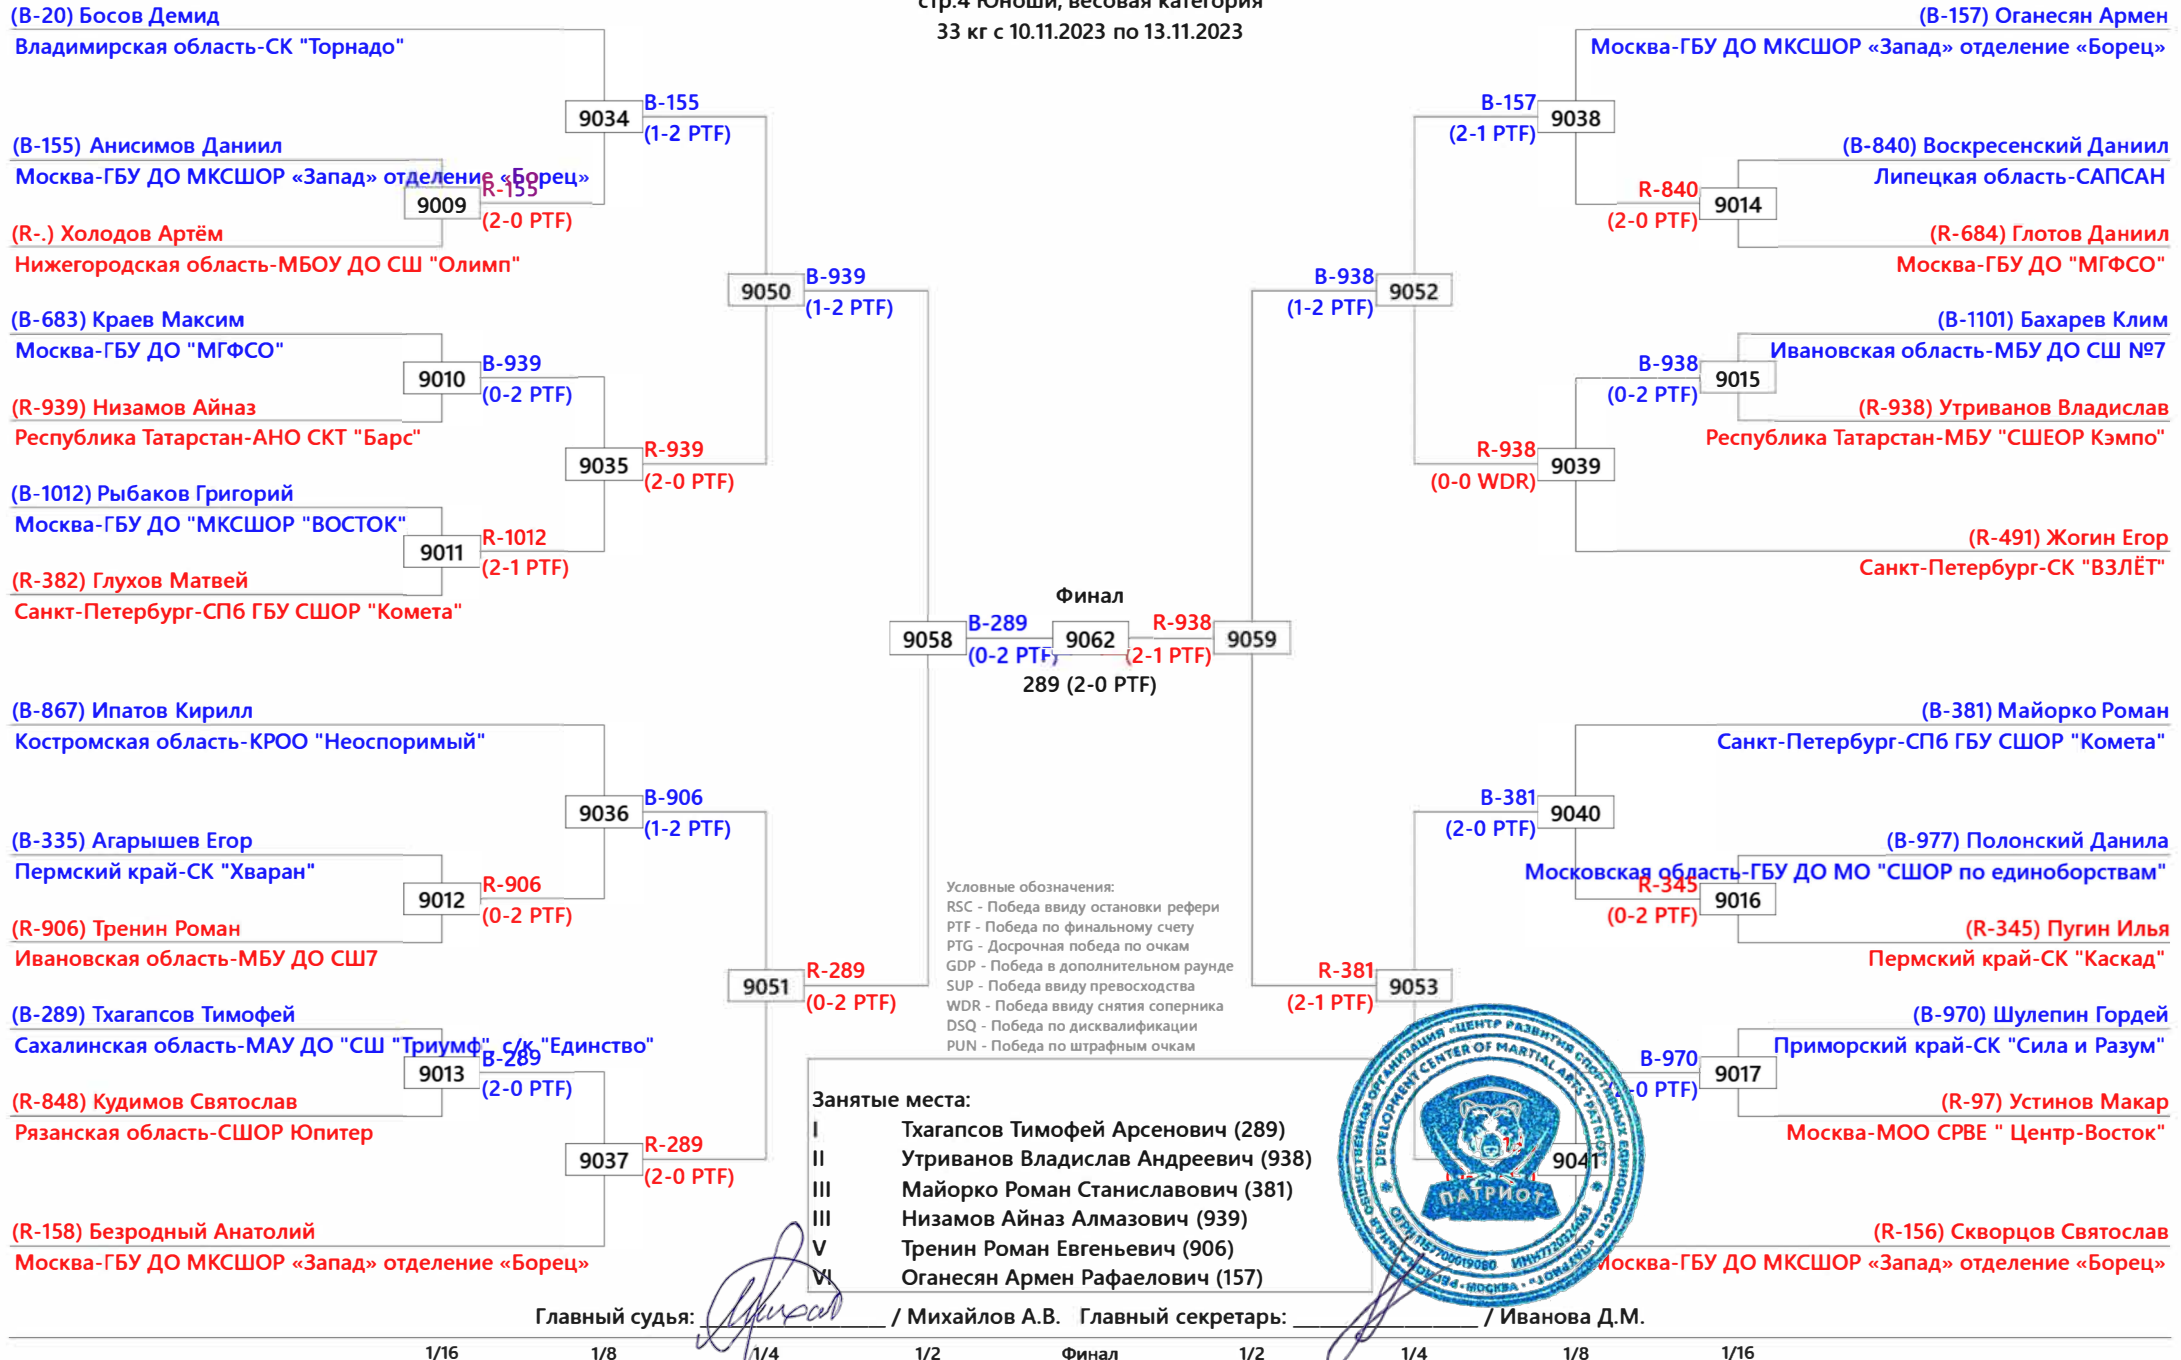 стр.4 Юноши, весовая категория
33 кг с 10.11.2023 по 13.11.2023
(B-20) Босов Демид
Владимирская область-СК "Торнадо"
9034
B-155
(1-2 PTF)
(B-155) Анисимов Даниил
Москва-ГБУ ДО МКСШОР «Запад» отделение «Борец»
9009
R-155
(2-0 PTF)
(R-.) Холодов Артём
Нижегородская область-МБОУ ДО СШ "Олимп"
9050
B-939
(1-2 PTF)
(B-683) Краев Максим
Москва-ГБУ ДО "МГФСО"
9010
B-939
(0-2 PTF)
(R-939) Низамов Айназ
Республика Татарстан-АНО СКТ "Барс"
9035
R-939
(2-0 PTF)
(B-1012) Рыбаков Григорий
Москва-ГБУ ДО "МКСШОР "ВОСТОК"
9011
R-1012
(2-1 PTF)
(R-382) Глухов Матвей
Санкт-Петербург-СПб ГБУ СШОР "Комета"
9058
B-289
(0-2 PTF)
(B-867) Ипатов Кирилл
Костромская область-КРОО "Неоспоримый"
9036
B-906
(1-2 PTF)
(B-335) Агарышев Егор
Пермский край-СК "Хваран"
9012
R-906
(0-2 PTF)
(R-906) Тренин Роман
Ивановская область-МБУ ДО СШ7
9051
R-289
(0-2 PTF)
(B-289) Тхагапсов Тимофей
Сахалинская область-МАУ ДО "СШ "Триумф" с/к "Единство"
9013
B-289
(2-0 PTF)
(R-848) Кудимов Святослав
Рязанская область-СШОР Юпитер
9037
R-289
(2-0 PTF)
(R-158) Безродный Анатолий
Москва-ГБУ ДО МКСШОР «Запад» отделение «Борец»
Финал
9062
289 (2-0 PTF)
(B-157) Оганесян Армен
Москва-ГБУ ДО МКСШОР «Запад» отделение «Борец»
B-157
(2-1 PTF)
9038
(B-840) Воскресенский Даниил
Липецкая область-САПСАН
R-840
(2-0 PTF)
9014
(R-684) Глотов Даниил
Москва-ГБУ ДО "МГФСО"
B-938
(1-2 PTF)
9052
(B-1101) Бахарев Клим
Ивановская область-МБУ ДО СШ №7
B-938
(0-2 PTF)
9015
(R-938) Утриванов Владислав
Республика Татарстан-МБУ "СШЕОР Кэмпо"
R-938
(0-0 WDR)
9039
(R-491) Жогин Егор
Санкт-Петербург-СК "ВЗЛЁТ"
R-938
(2-1 PTF)
9059
(B-381) Майорко Роман
Санкт-Петербург-СПб ГБУ СШОР "Комета"
B-381
(2-0 PTF)
9040
(B-977) Полонский Данила
Московская область-ГБУ ДО МО "СШОР по единоборствам"
R-345
(0-2 PTF)
9016
(R-345) Пугин Илья
Пермский край-СК "Каскад"
R-381
(2-1 PTF)
9053
(B-970) Шулепин Гордей
Приморский край-СК "Сила и Разум"
B-970
-0 PTF)
9017
(R-97) Устинов Макар
Москва-МОО СРВЕ " Центр-Восток"
9041
(R-156) Скворцов Святослав
Москва-ГБУ ДО МКСШОР «Запад» отделение «Борец»
Условные обозначения:
RSC - Победа ввиду остановки рефери
PTF - Победа по финальному счету
PTG - Досрочная победа по очкам
GDP - Победа в дополнительном раунде
SUP - Победа ввиду превосходства
WDR - Победа ввиду снятия соперника
DSQ - Победа по дисквалификации
PUN - Победа по штрафным очкам
Занятые места:
I Тхагапсов Тимофей Арсенович (289)
II Утриванов Владислав Андреевич (938)
III Майорко Роман Станиславович (381)
III Низамов Айназ Алмазович (939)
V Тренин Роман Евгеньевич (906)
VI Оганесян Армен Рафаелович (157)
DEVELOPMENT CENTER OF MARTIAL ARTS "PATRIOT"
ПАТРИОТ
Главный судья: / Михайлов А.В. Главный секретарь: / Иванова Д.М.
1/16 1/8 1/4 1/2 Финал 1/2 1/4 1/8 1/16